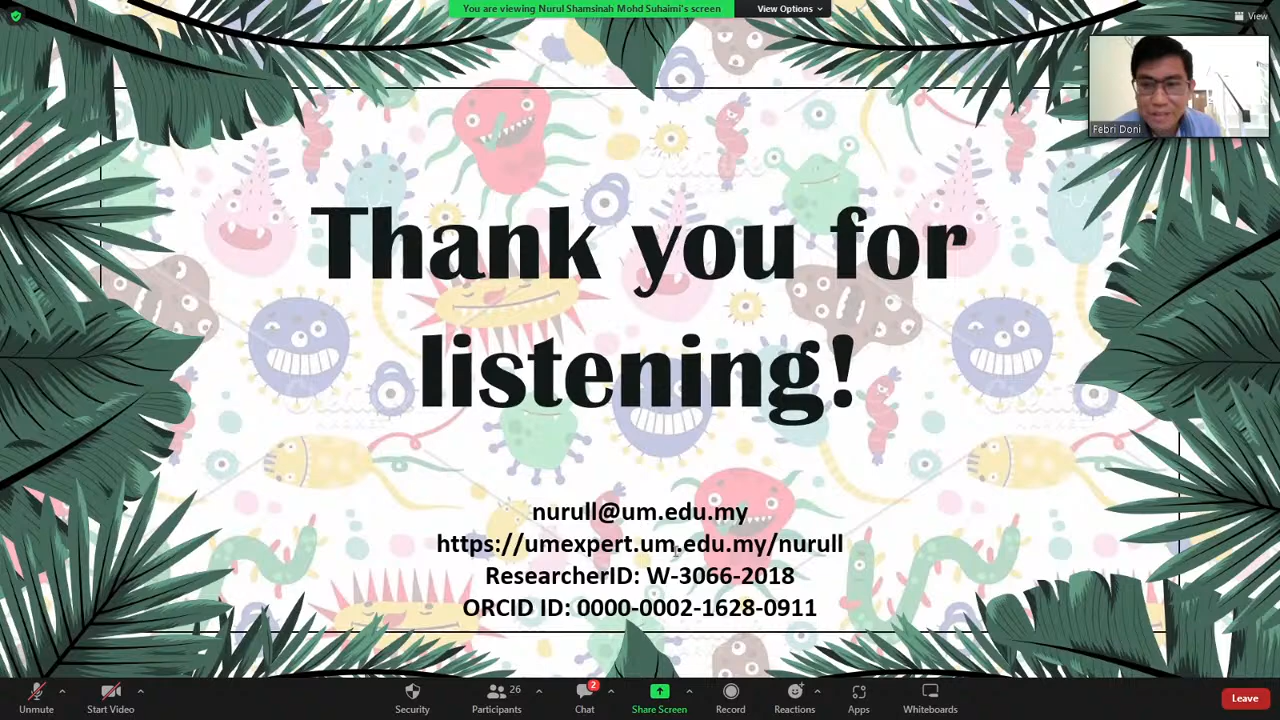 You are viewing Nurul Shamsinah Mohd Suhaimi's screen
View Options
View
Febri Doni
Thank you for
listening!
nurull@um.edu.my
https://umexpert.um.edu.my/nurull
ResearcherID: W-3066-2018
ORCID ID: 0000-0002-1628-0911
Unmute
Start Video
Security
26
Participants
2
Chat
Share Screen
Record
Reactions
Apps
Whiteboards
Leave